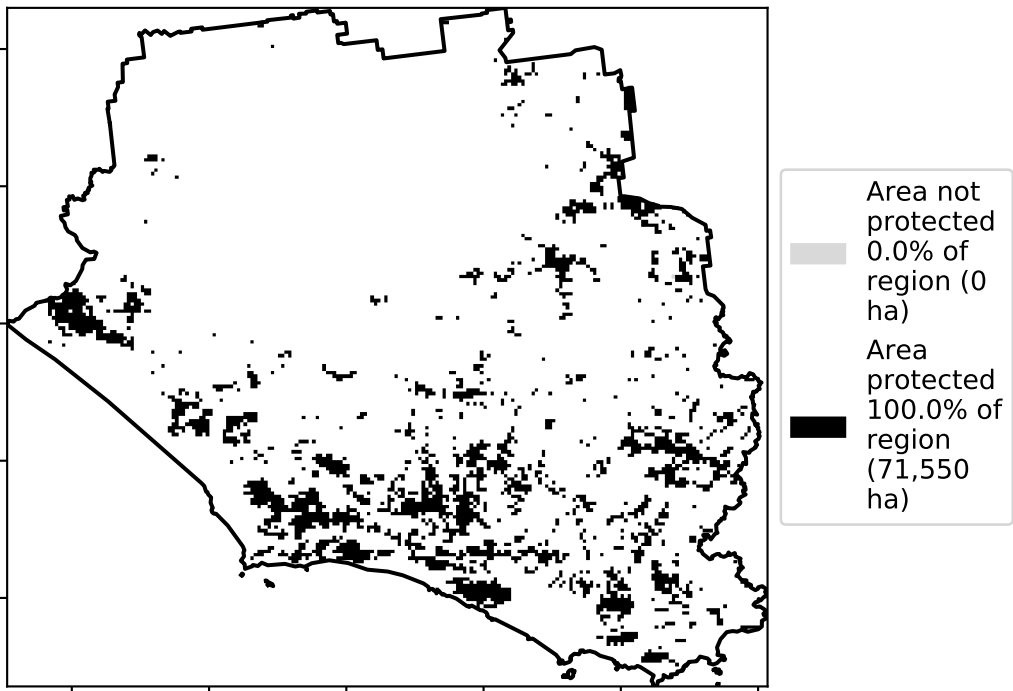 Area not
protected
0.0% of
region (0
ha)
Area
protected
100.0% of
region
(71,550
ha)